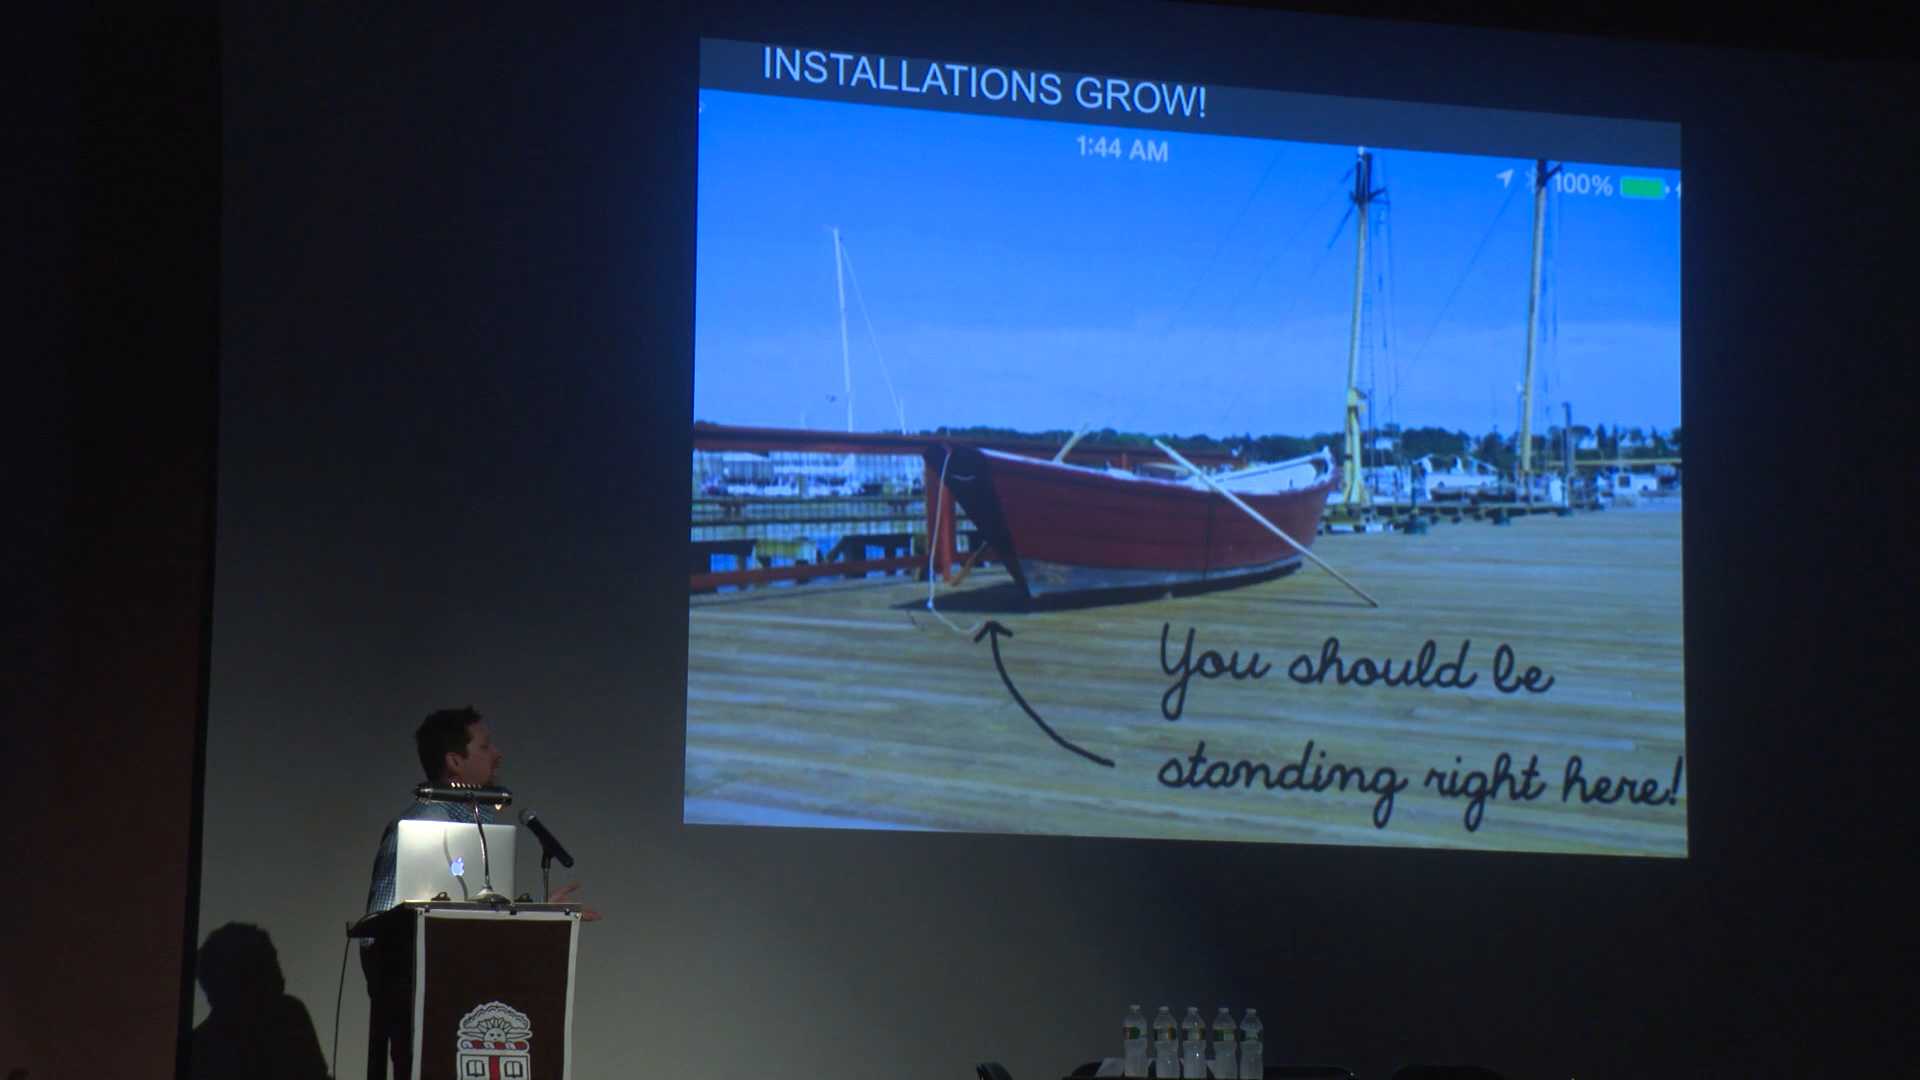 INSTALLATIONS GROW!
1:44 AM
100%
You should be
standing right here!